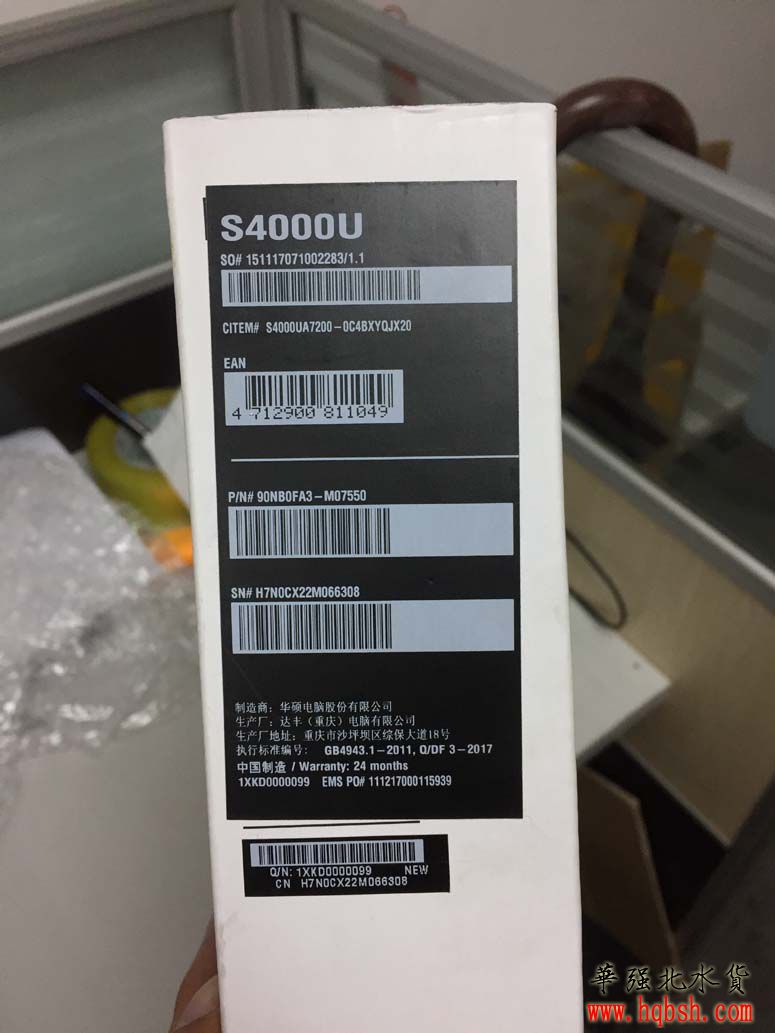 S4000U
SO# 151117071002283/1.1
CITEM# S4000UA7200-0C4BXYQJX20
EAN
4 712900 811049
P/N# 90NB0FA3-M07550
SN# H7N0CX22M066308
制造商：华硕电脑股份有限公司
生产厂：达丰（重庆）电脑有限公司
生产厂地址：重庆市沙坪坝区综保大道18号
执行标准编号： GB4943.1-2011, Q/DF 3-2017
中国制造 / Warranty: 24 months
1XKD0000099 EMS PO# 111217000115939
Q/N: 1XKD0000099 NEW
CN H7N0CX22M066308
華强北水貨
www.hqbsh.com